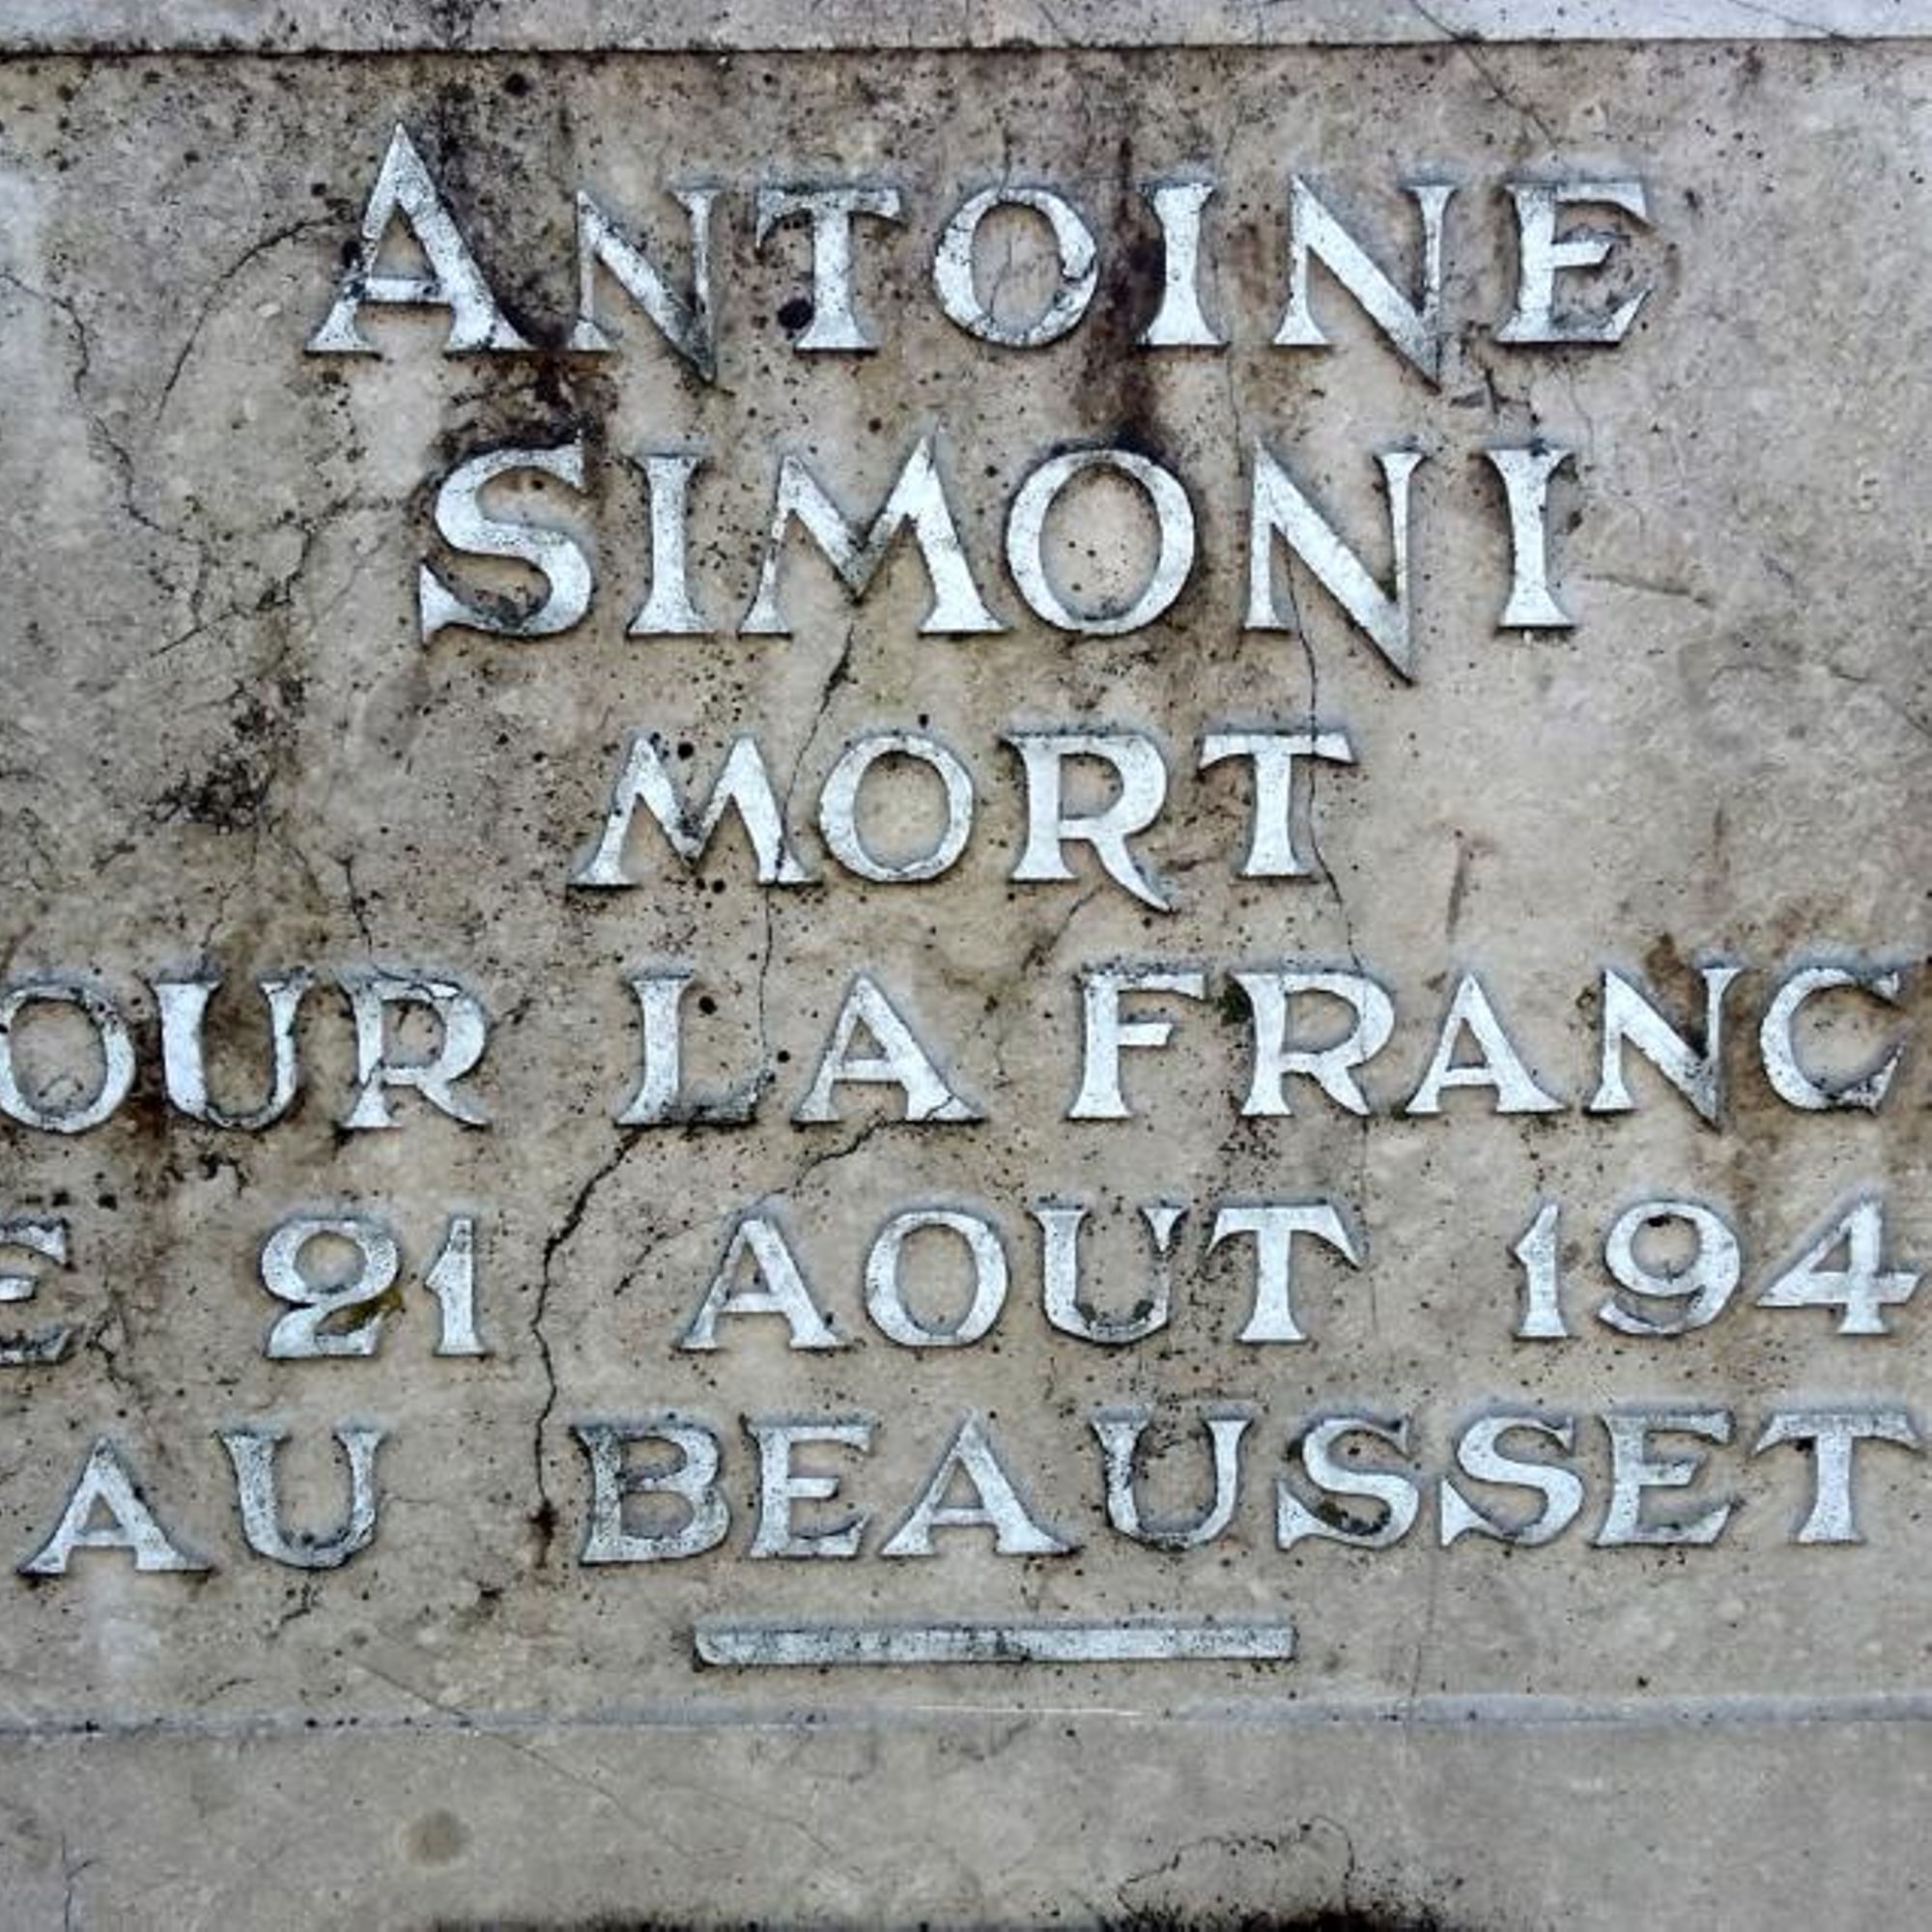 ANTOINE
SIMONI
MORT
OUR LA FRANC
E 21 AOUT 194
AU BEAUSSET